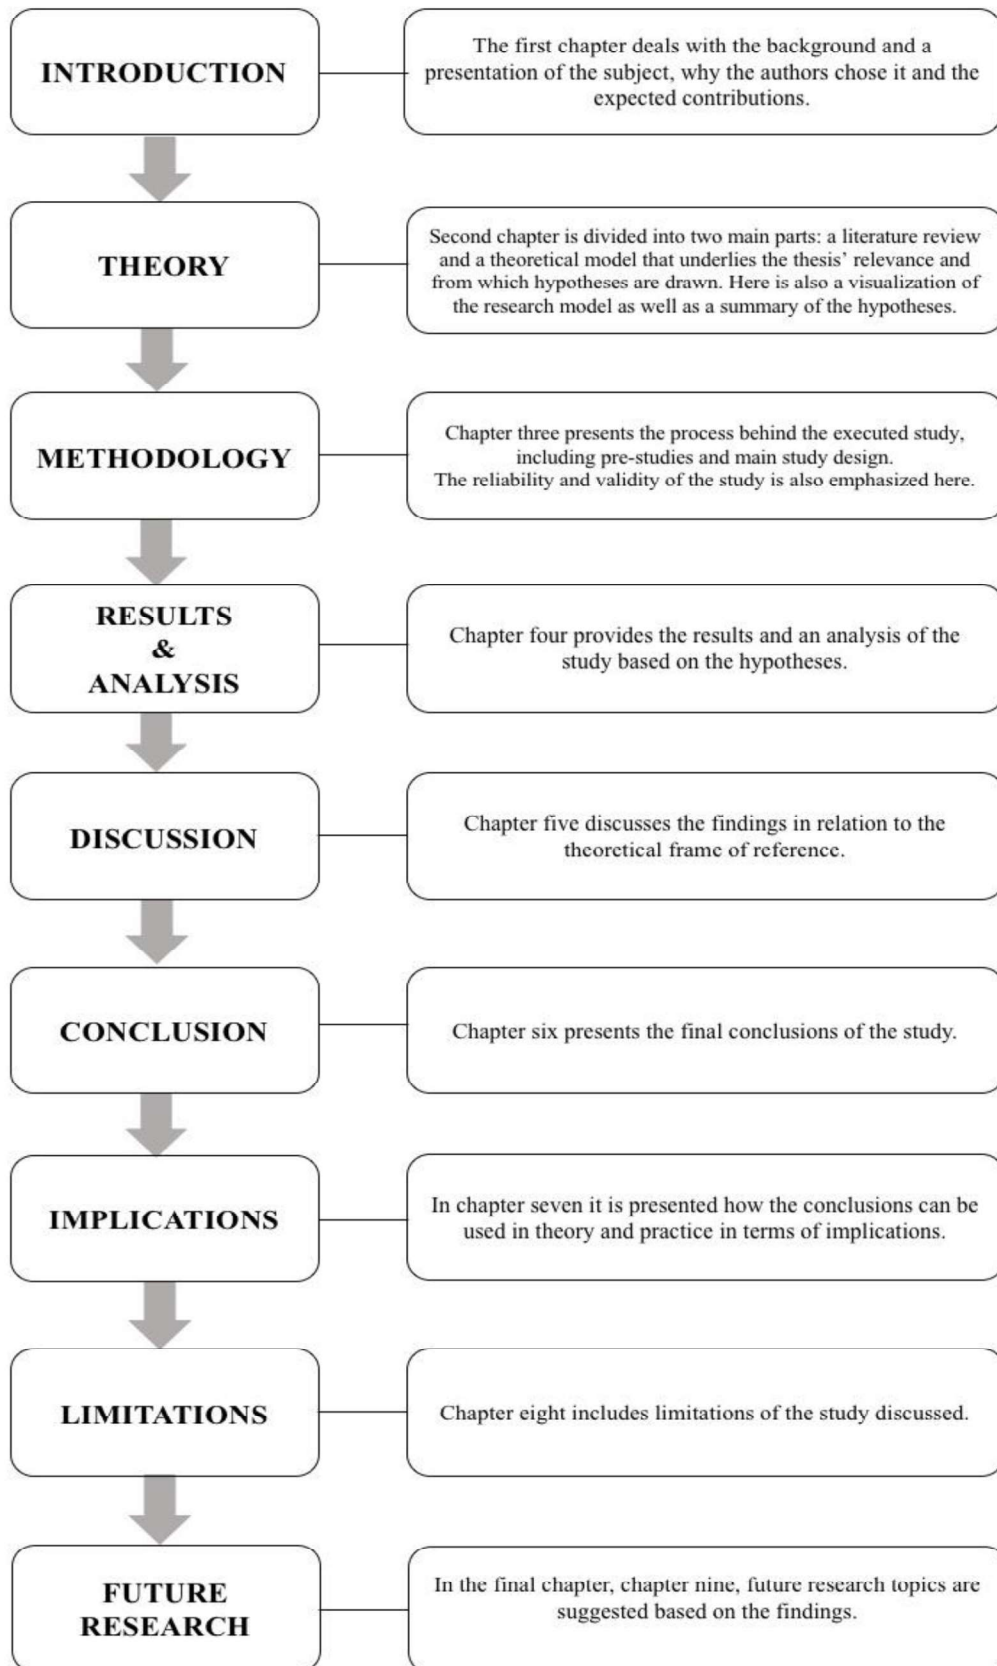 INTRODUCTION
The first chapter deals with the background and a
presentation of the subject, why the authors chose it and the
expected contributions.
THEORY
Second chapter is divided into two main parts: a literature review
and a theoretical model that underlies the thesis' relevance and
from which hypotheses are drawn. Here is also a visualization of
the research model as well as a summary of the hypotheses.
METHODOLOGY
Chapter three presents the process behind the executed study,
including pre-studies and main study design.
The reliability and validity of the study is also emphasized here.
RESULTS
&
ANALYSIS
Chapter four provides the results and an analysis of the
study based on the hypotheses.
DISCUSSION
Chapter five discusses the findings in relation to the
theoretical frame of reference.
CONCLUSION
Chapter six presents the final conclusions of the study.
IMPLICATIONS
In chapter seven it is presented how the conclusions can be
used in theory and practice in terms of implications.
LIMITATIONS
Chapter eight includes limitations of the study discussed.
FUTURE
RESEARCH
In the final chapter, chapter nine, future research topics are
suggested based on the findings.